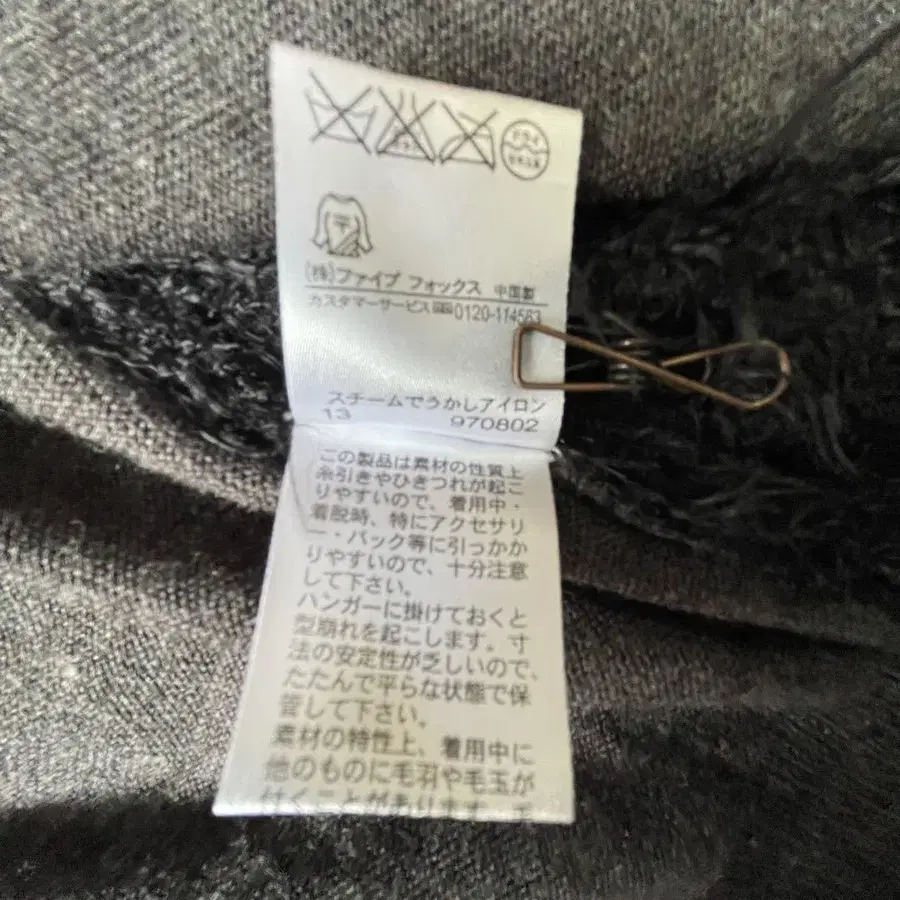 (株)ファイブ フォックス 中国製
カスタマーサービス 0120-114563
スチームでうかしアイロン
13 970802
この製品は素材の性質上
糸引きやひきつれが起こ
りやすいので、着用中・
着脱時、特にアクセサリ
ー・バック等に引っかか
りやすいので、十分注意
して下さい。
ハンガーに掛けておくと
型崩れを起こします。寸
法の安定性が乏しいので、
たたんで平らな状態で保
管して下さい。
素材の特性上、着用中に
他のものに毛羽や毛玉が
付くことがあります。